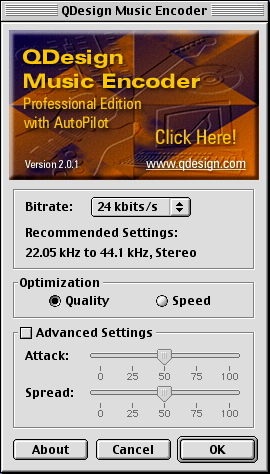 QDesign Music Encoder
QDesign
Music Encoder
Professional Edition
with AutoPilot
Click Here!
Version 2.0.1 www.qdesign.com
Bitrate: 24 kbits/s
Recommended Settings:
22.05 kHz to 44.1 kHz, Stereo
Optimization
Quality Speed
Advanced Settings
Attack:
0 25 50 75 100
Spread:
0 25 50 75 100
About Cancel OK